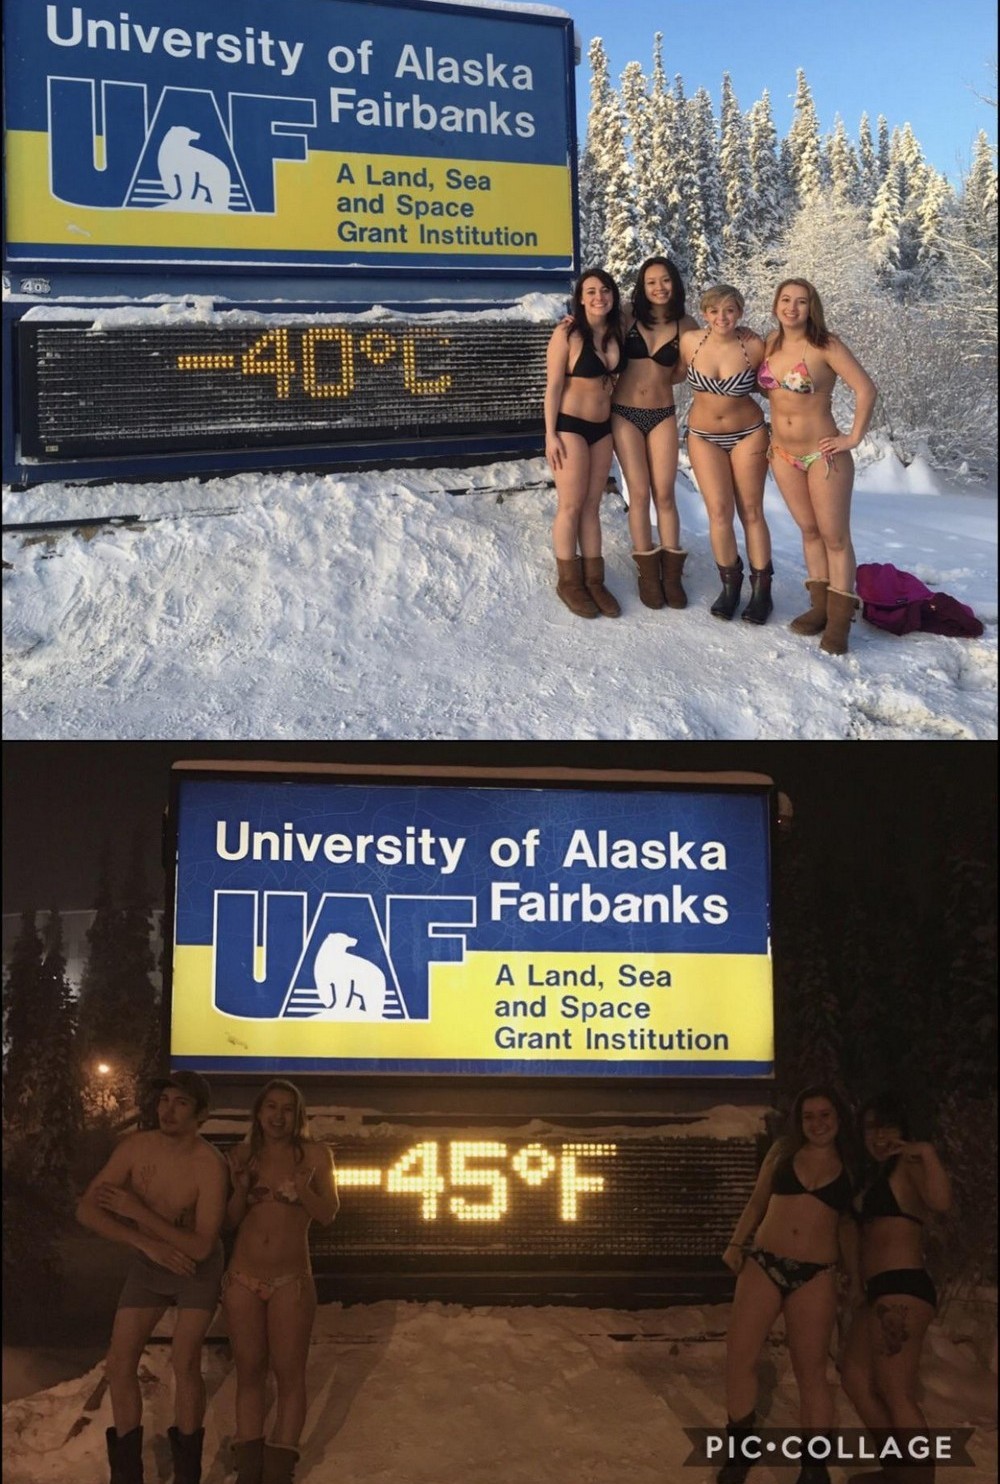 University of Alaska
Fairbanks
UAF
A Land, Sea
and Space
Grant Institution
-40°C
University of Alaska
Fairbanks
UAF
A Land, Sea
and Space
Grant Institution
-45°F
PIC•COLLAGE